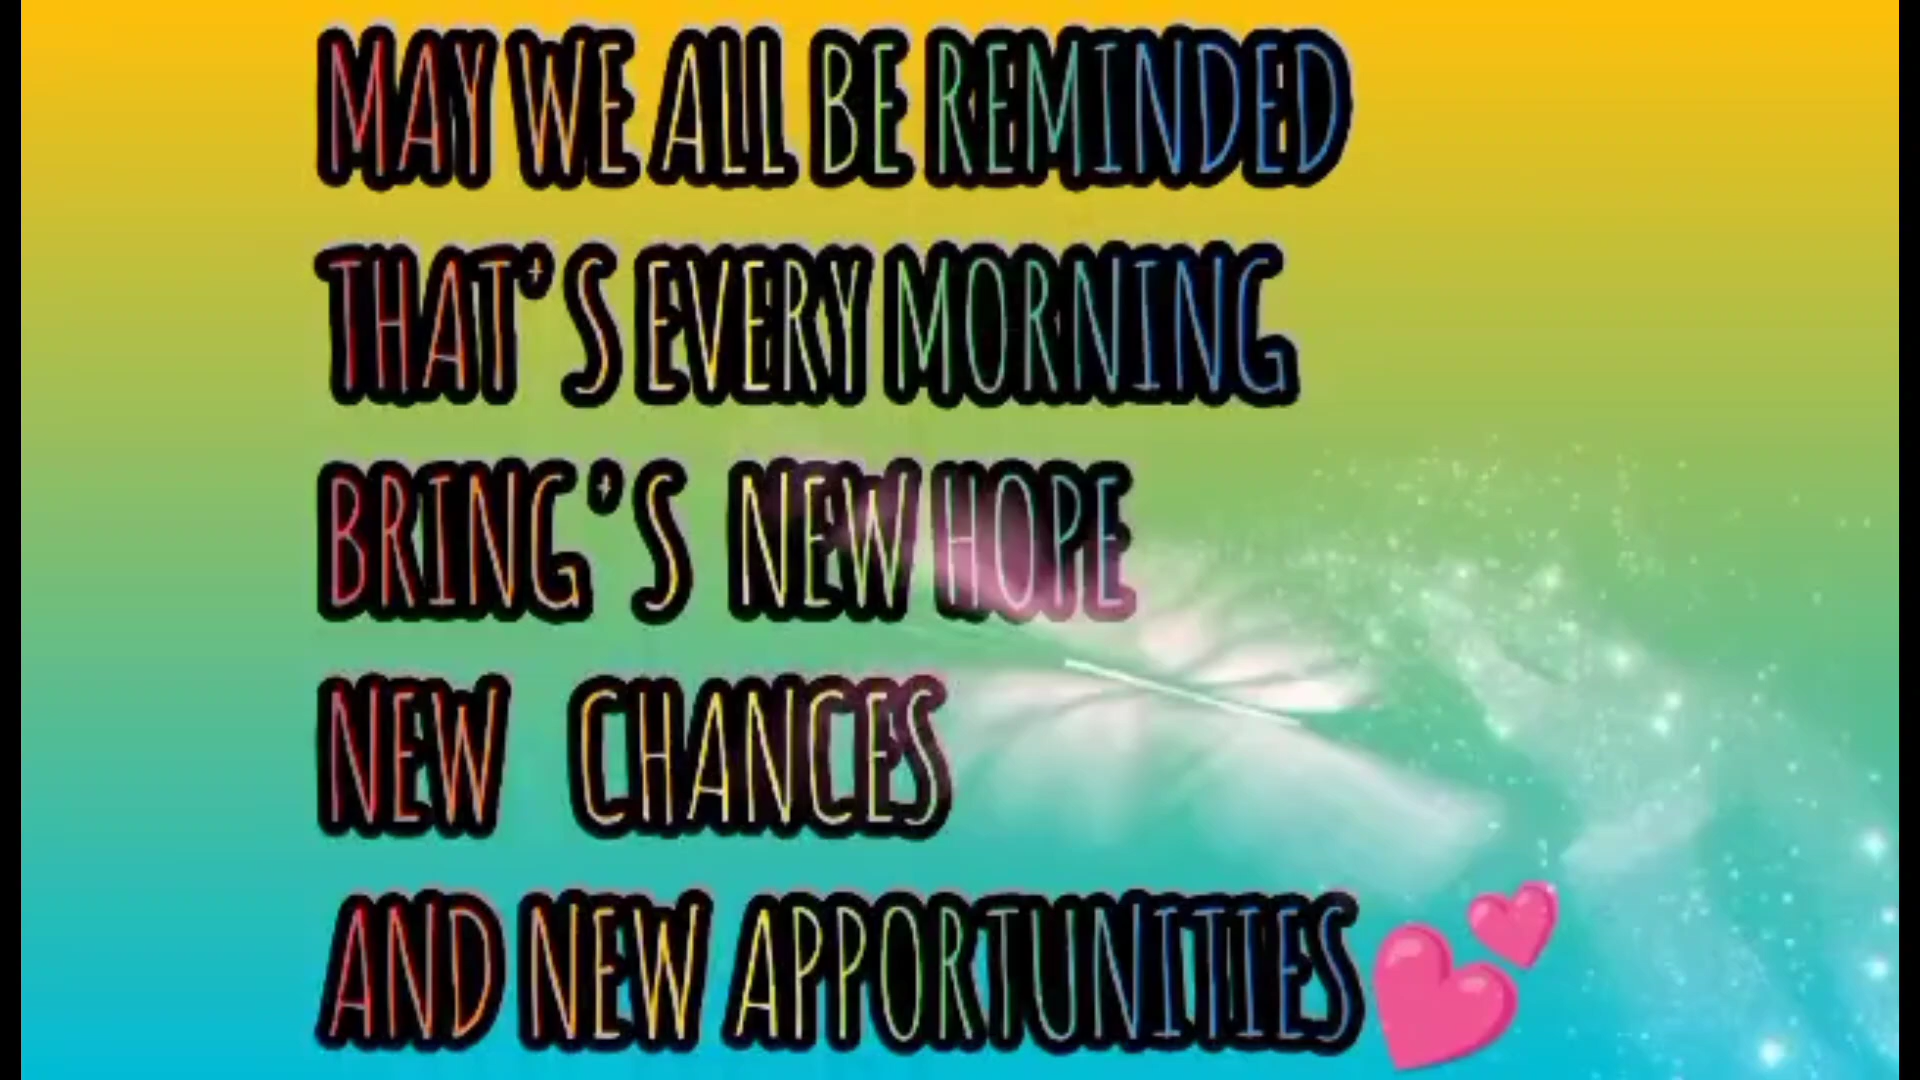 MAY WE ALL BE REMINDED
THAT'S EVERY MORNING
BRING'S NEW HOPE
NEW CHANCES
AND NEW APPORTUNITIES💕